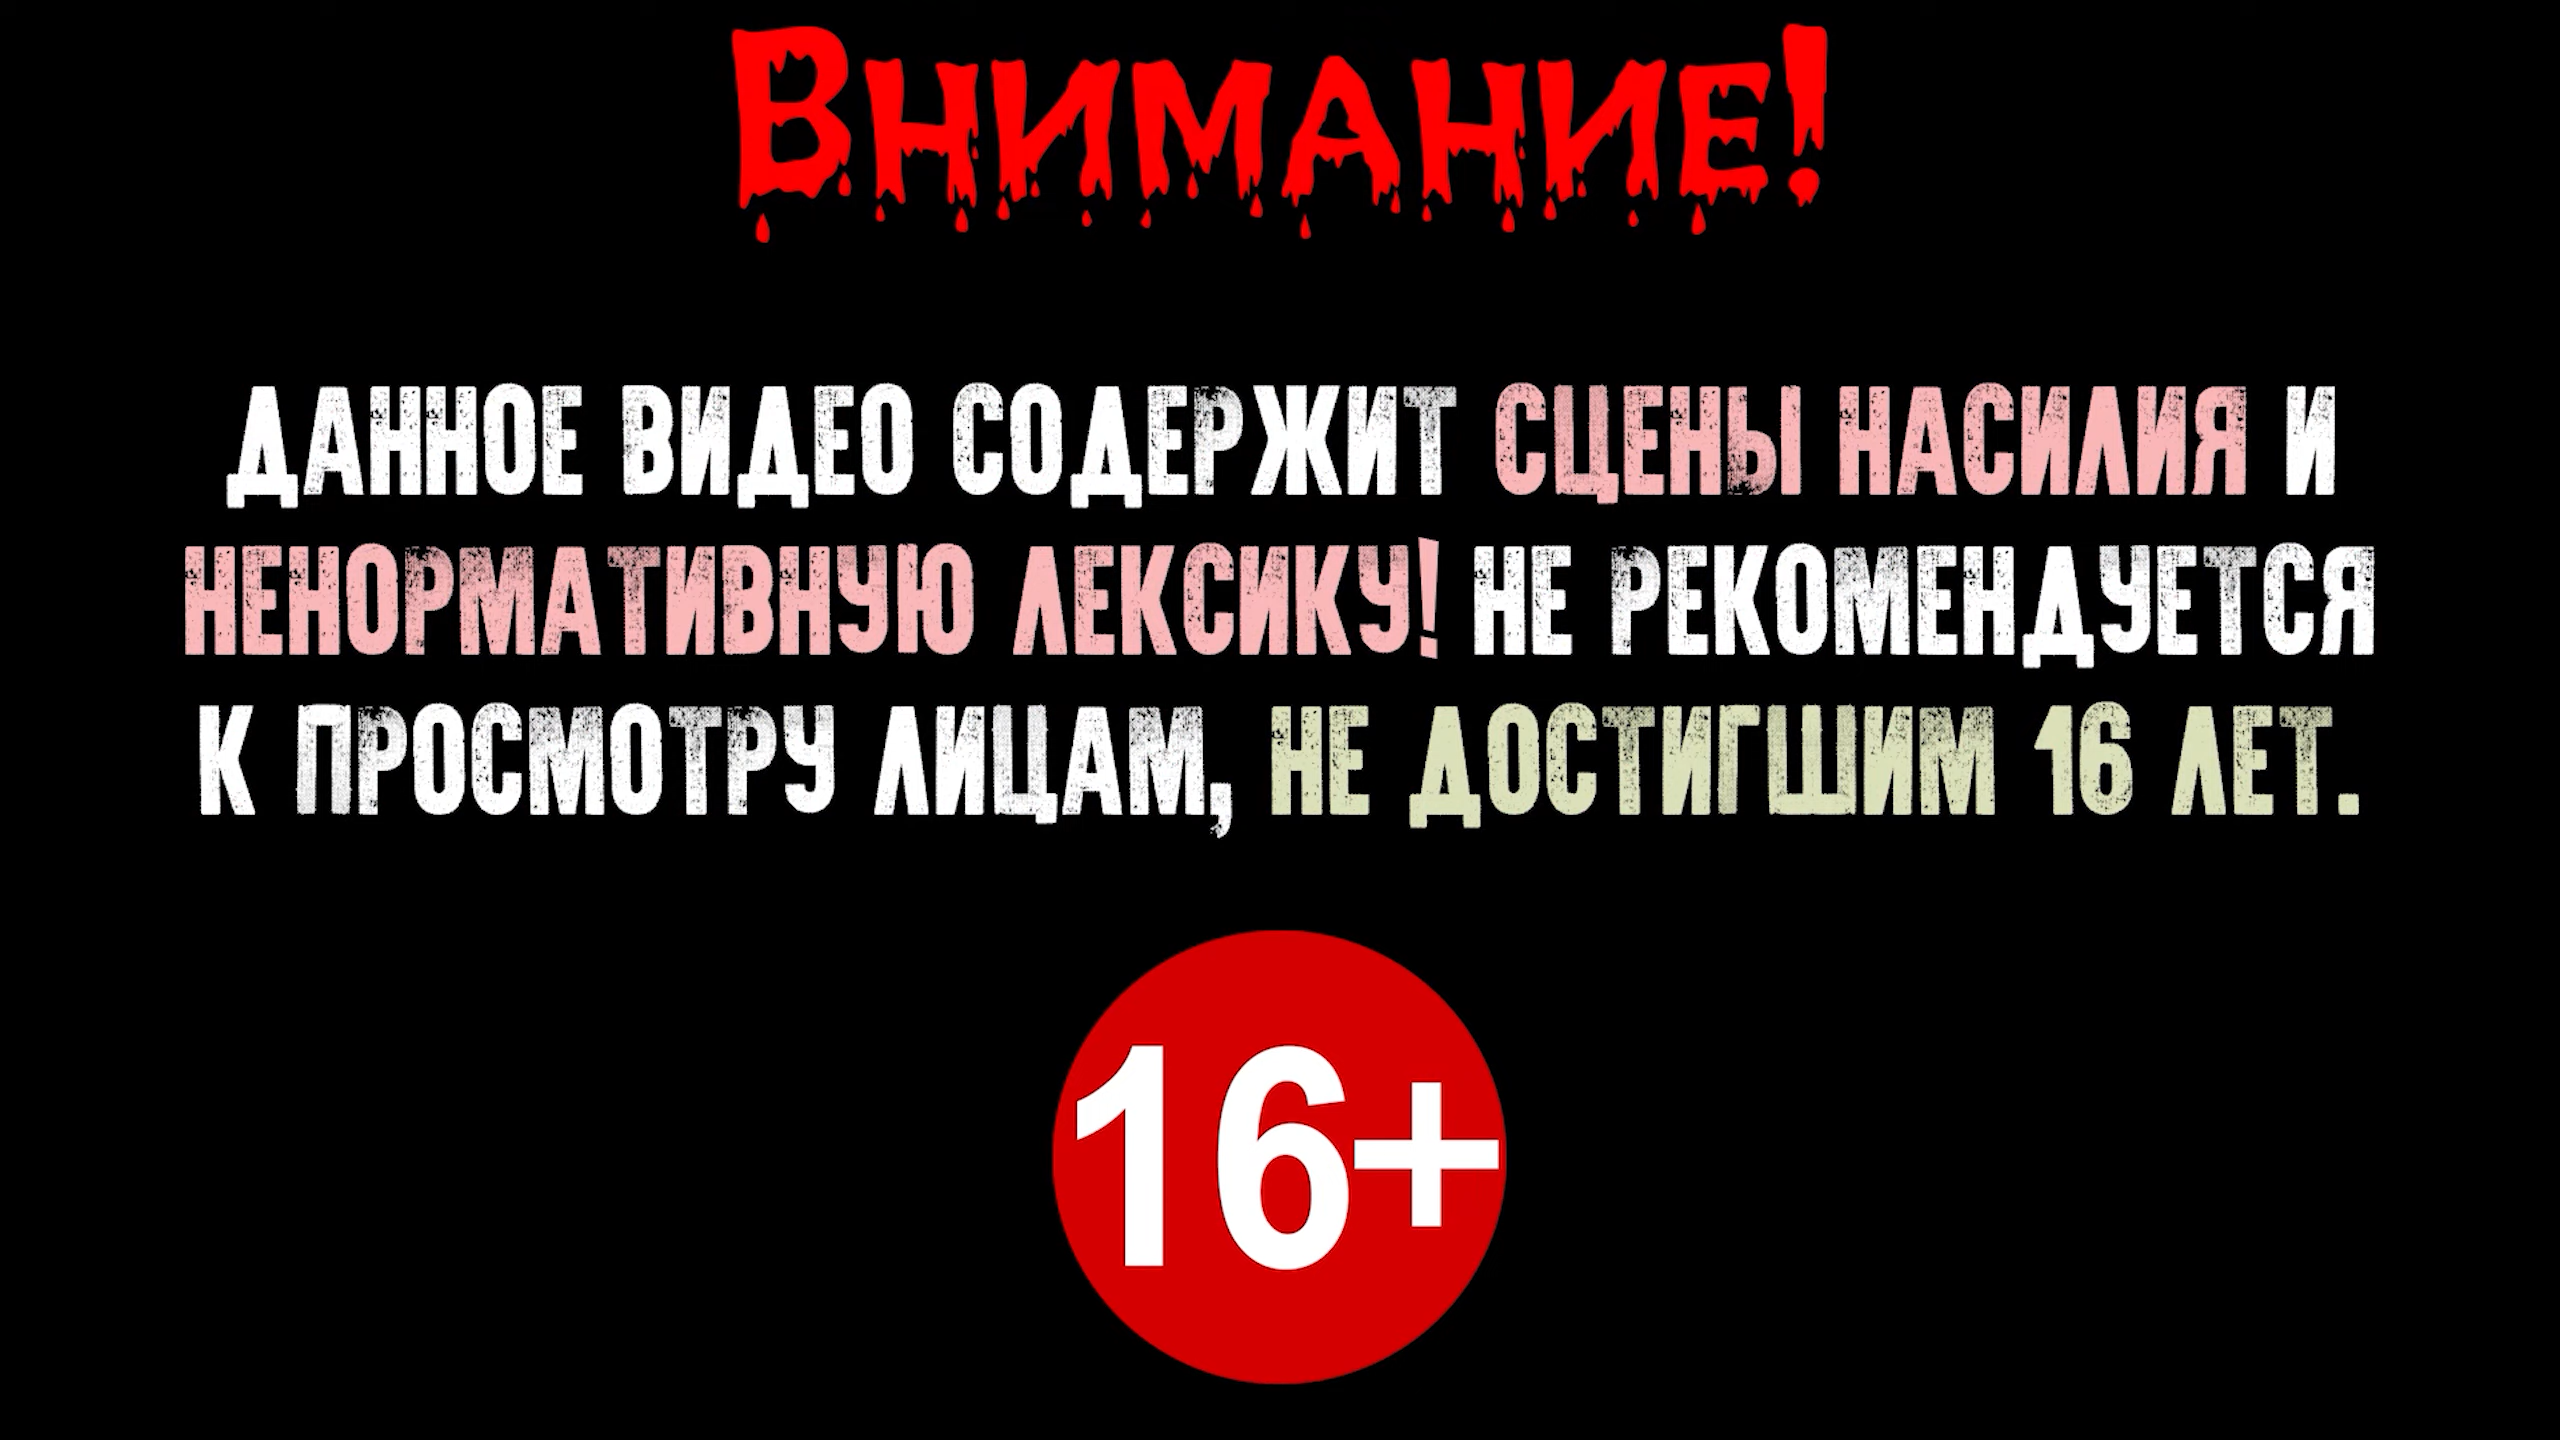 Внимание!
ДАННОЕ ВИДЕО СОДЕРЖИТ СЦЕНЫ НАСИЛИЯ И
НЕНОРМАТИВНУЮ ЛЕКСИКУ! НЕ РЕКОМЕНДУЕТСЯ
К ПРОСМОТРУ ЛИЦАМ, НЕ ДОСТИГШИМ 16 ЛЕТ.
16+